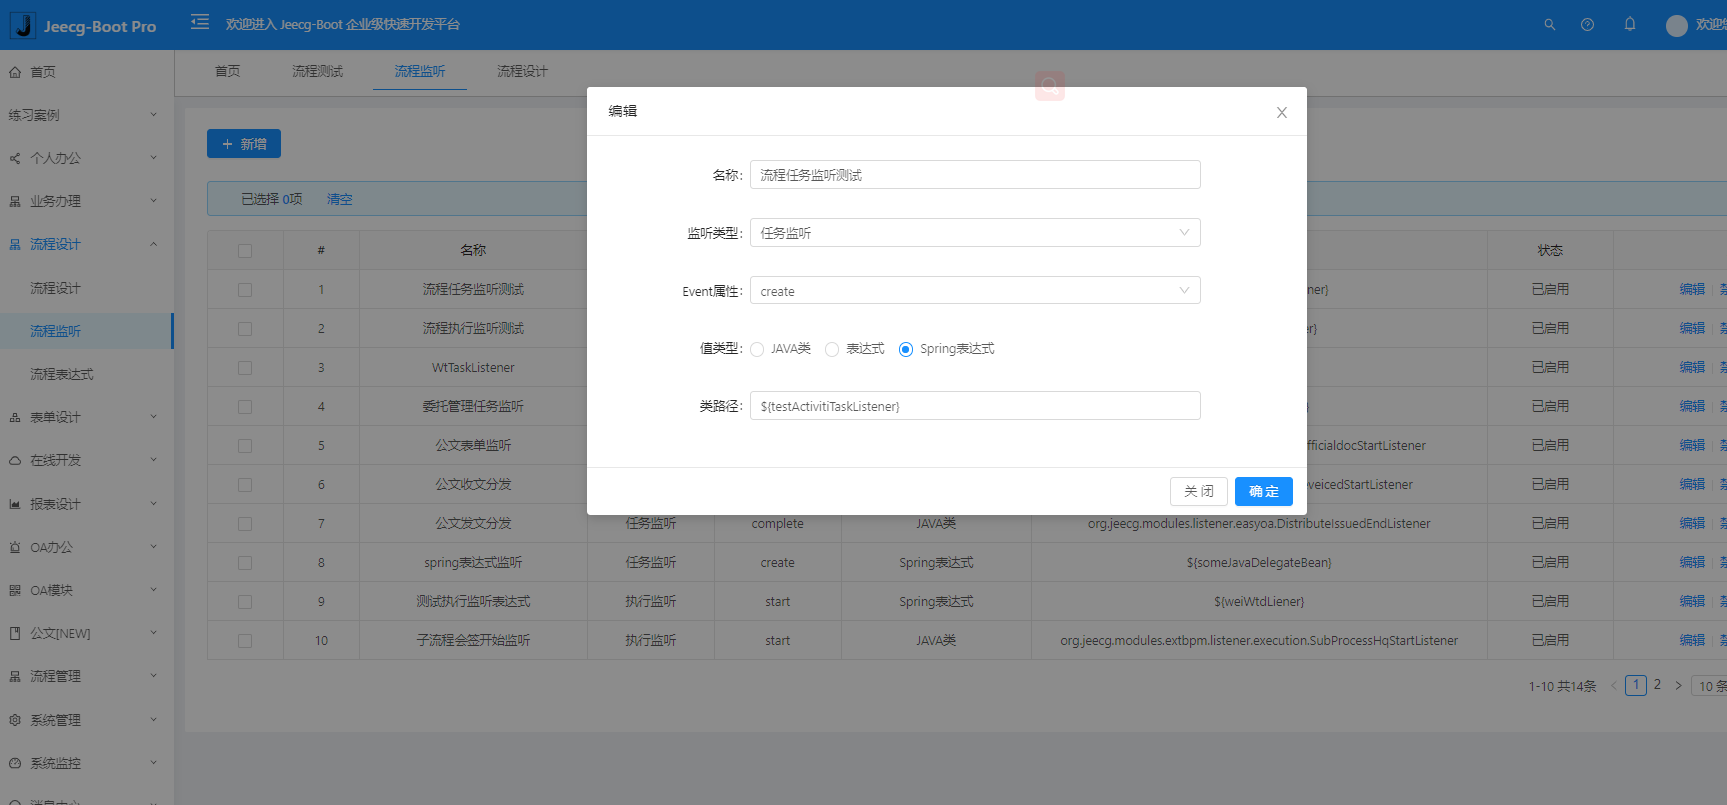 Jeecg-Boot Pro
欢迎进入 Jeecg-Boot 企业级快速开发平台
首页
练习案例
个人办公
业务办理
流程设计
流程设计
流程监听
流程表达式
表单设计
在线开发
报表设计
OA办公
OA模块
公文[NEW]
流程管理
系统管理
系统监控
首页 流程测试 流程监听 流程设计
+ 新增
已选择 0项 清空
# 名称 状态
1 流程任务监听测试 ner} 已启用 编辑
2 流程执行监听测试 r} 已启用 编辑
3 WtTaskListener 已启用 编辑
4 委托管理任务监听 } 已启用 编辑
5 公文表单监听 fficialdocStartListener 已启用 编辑
6 公文收文分发 eveicedStartListener 已启用 编辑
7 公文发文分发 任务监听 complete JAVA类 org.jeecg.modules.listener.easyoa.DistributeIssuedEndListener 已启用 编辑
8 spring表达式监听 任务监听 create Spring表达式 ${someJavaDelegateBean} 已启用 编辑
9 测试执行监听表达式 执行监听 start Spring表达式 ${weiWtdLiener} 已启用 编辑
10 子流程会签开始监听 执行监听 start JAVA类 org.jeecg.modules.extbpm.listener.execution.SubProcessHqStartListener 已启用 编辑
1-10 共14条 1 2 10 条
编辑
名称: 流程任务监听测试
监听类型: 任务监听
Event属性: create
值类型: JAVA类 表达式 Spring表达式
类路径: ${testActivitiTaskListener}
关 闭 确 定